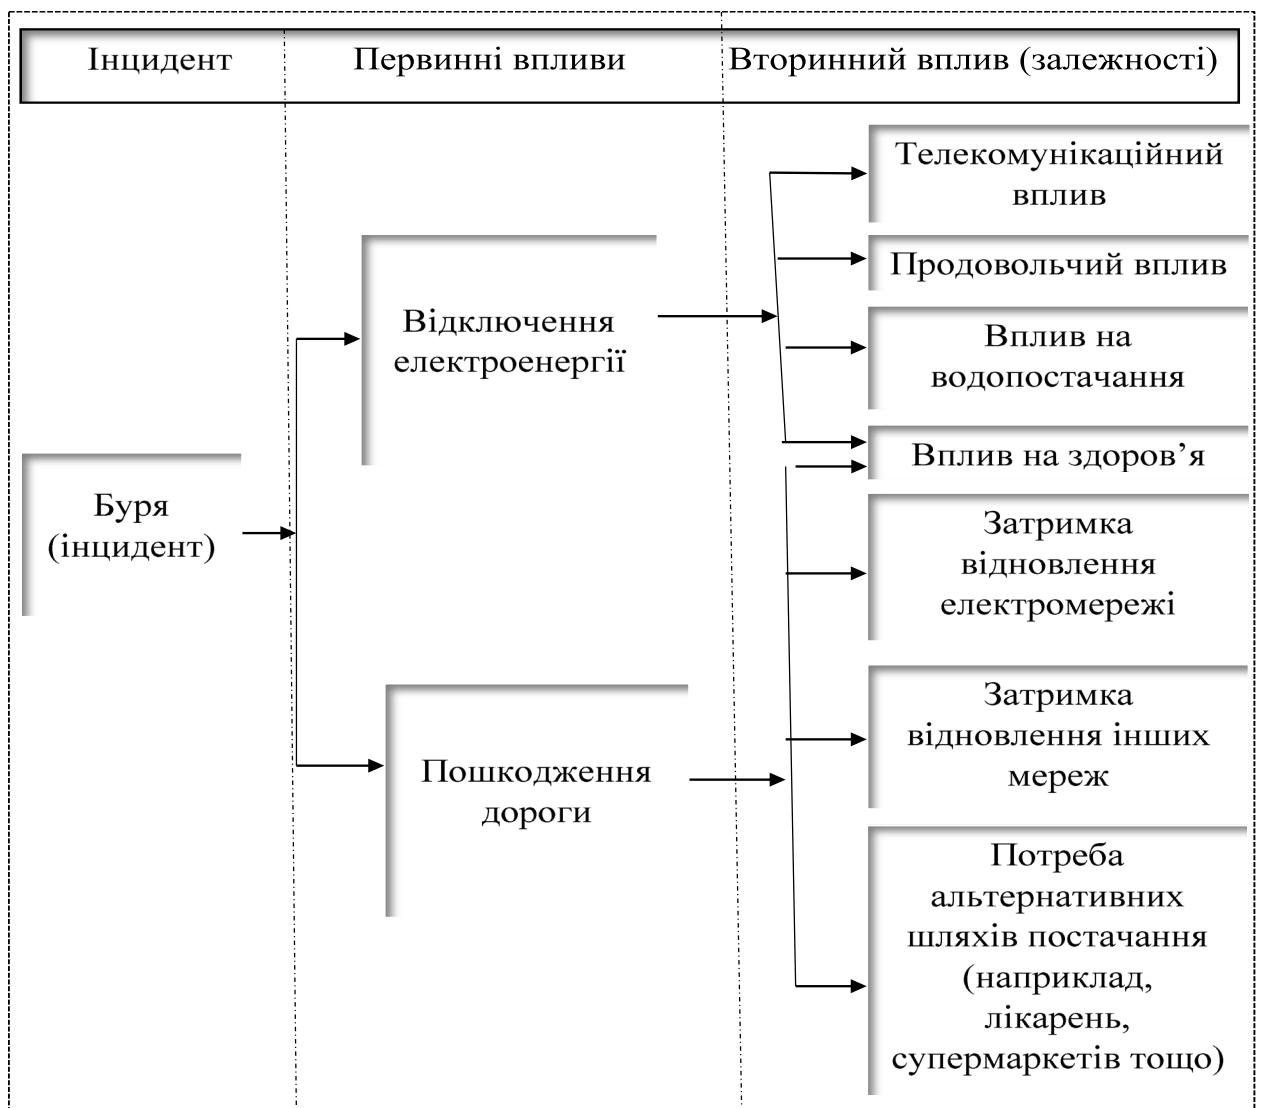 Інцидент
Первинні впливи
Вторинний вплив (залежності)
Буря
(інцидент)
Відключення
електроенергії
Пошкодження
дороги
Телекомунікаційний
вплив
Продовольчий вплив
Вплив на
водопостачання
Вплив на здоров’я
Затримка
відновлення
електромережі
Затримка
відновлення інших
мереж
Потреба
альтернативних
шляхів постачання
(наприклад,
лікарень,
супермаркетів тощо)